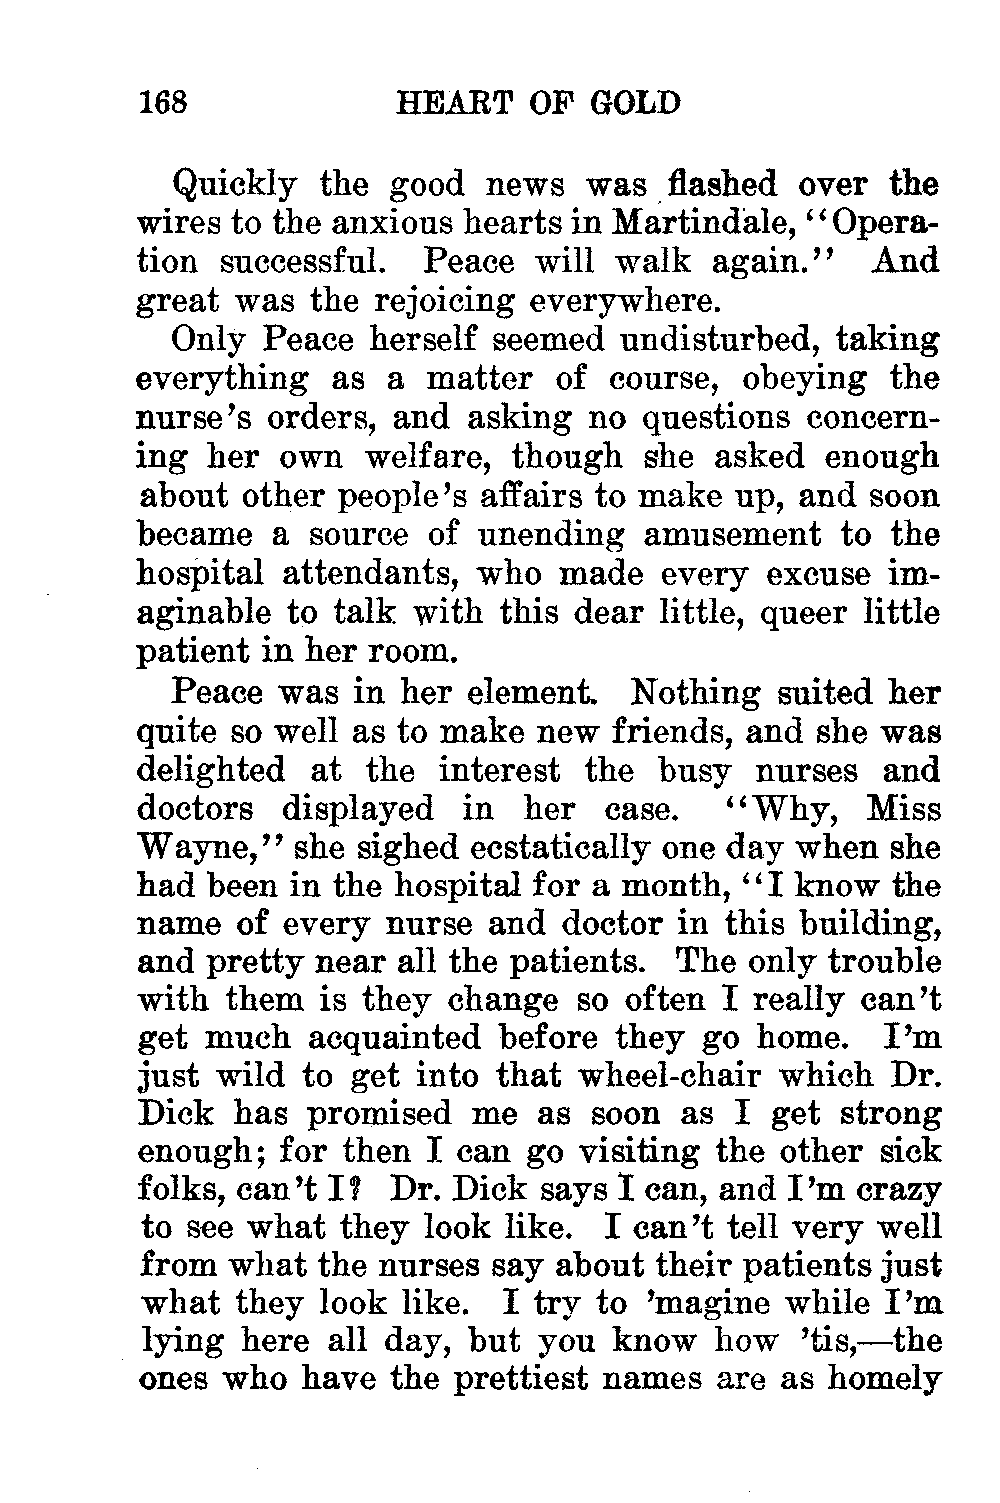 168 HEART OF GOLD
Quickly the good news was flashed over the
wires to the anxious hearts in Martindale, "Opera-
tion successful. Peace will walk again." And
great was the rejoicing everywhere.
Only Peace herself seemed undisturbed, taking
everything as a matter of course, obeying the
nurse's orders, and asking no questions concern-
ing her own welfare, though she asked enough
about other people's affairs to make up, and soon
became a source of unending amusement to the
hospital attendants, who made every excuse im-
aginable to talk with this dear little, queer little
patient in her room.
Peace was in her element. Nothing suited her
quite so well as to make new friends, and she was
delighted at the interest the busy nurses and
doctors displayed in her case. "Why, Miss
Wayne," she sighed ecstatically one day when she
had been in the hospital for a month, "I know the
name of every nurse and doctor in this building,
and pretty near all the patients. The only trouble
with them is they change so often I really can't
get much acquainted before they go home. I'm
just wild to get into that wheel-chair which Dr.
Dick has promised me as soon as I get strong
enough; for then I can go visiting the other sick
folks, can't I? Dr. Dick says I can, and I'm crazy
to see what they look like. I can't tell very well
from what the nurses say about their patients just
what they look like. I try to 'magine while I'm
lying here all day, but you know how 'tis,—the
ones who have the prettiest names are as homely